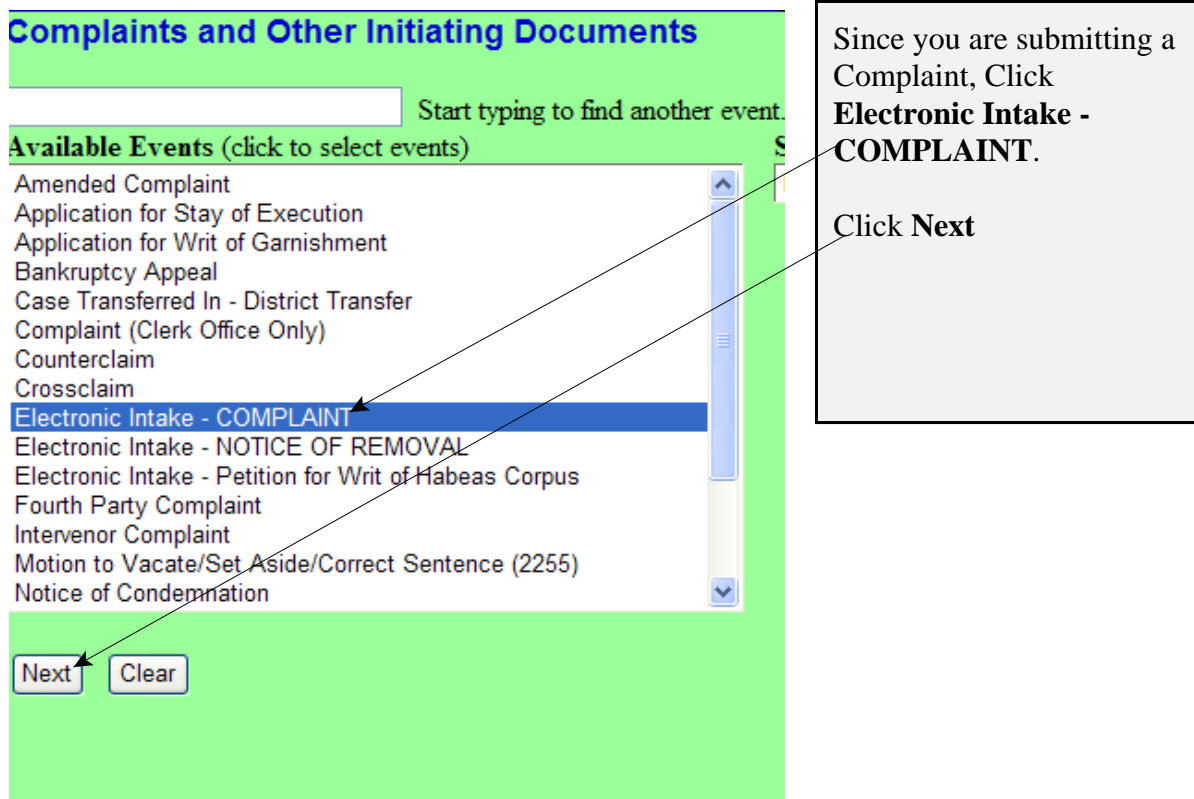 Complaints and Other Initiating Documents
Start typing to find another event.
Available Events (click to select events)
Amended Complaint
Application for Stay of Execution
Application for Writ of Garnishment
Bankruptcy Appeal
Case Transferred In - District Transfer
Complaint (Clerk Office Only)
Counterclaim
Crossclaim
Electronic Intake - COMPLAINT
Electronic Intake - NOTICE OF REMOVAL
Electronic Intake - Petition for Writ of Habeas Corpus
Fourth Party Complaint
Intervenor Complaint
Motion to Vacate/Set Aside/Correct Sentence (2255)
Notice of Condemnation
Next Clear
Since you are submitting a
Complaint, Click
Electronic Intake -
COMPLAINT.
Click Next